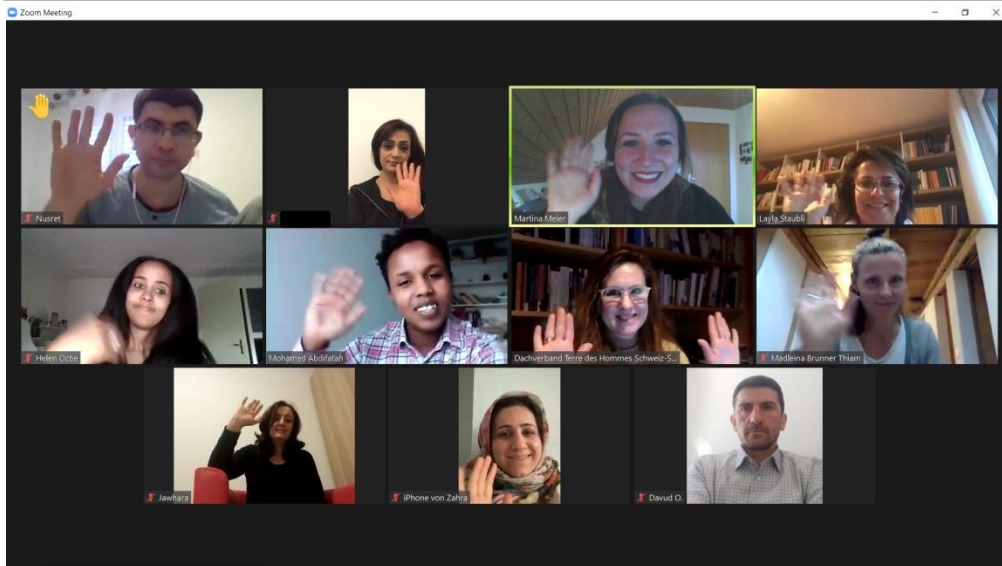 Zoom Meeting
Nusret
Martina Meier
Layla Staubli
Helen Ocbe
Mohamed Abdifatah
Dachverband Terre des Hommes Schweiz-S...
Madleina Brunner Thiam
Jawhara
iPhone von Zahra
Davud O.